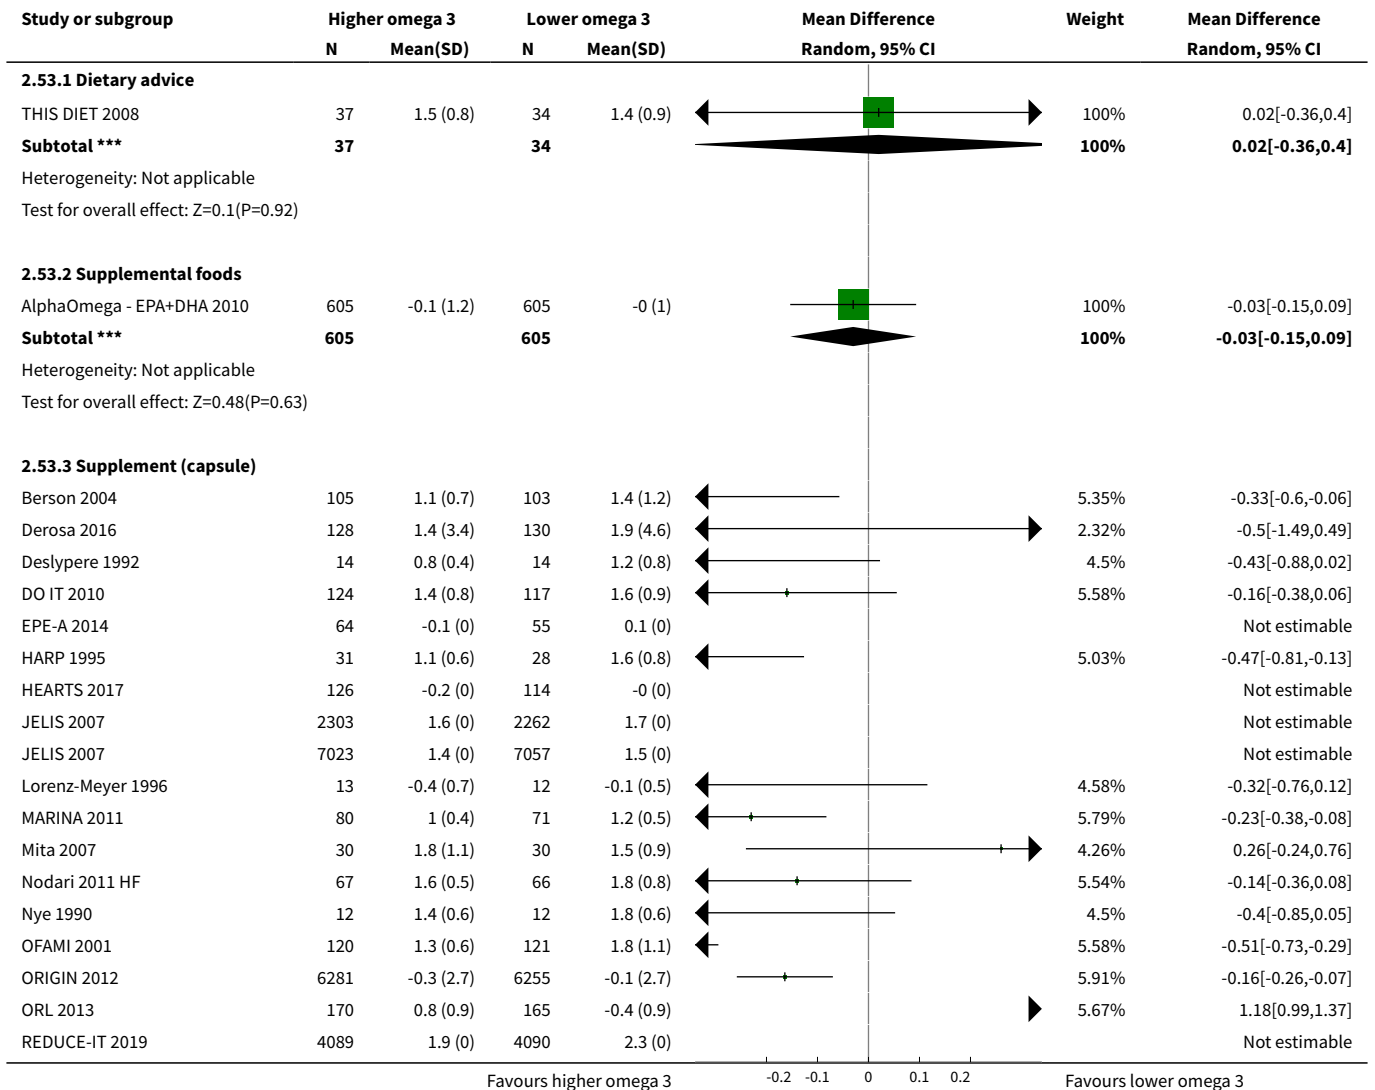 Study or subgroup Higher omega 3 Lower omega 3 Mean Difference Weight Mean Difference
N Mean(SD) N Mean(SD) Random, 95% CI Random, 95% CI
2.53.1 Dietary advice
THIS DIET 2008 37 1.5 (0.8) 34 1.4 (0.9) 100% 0.02[-0.36,0.4]
Subtotal *** 37 34 100% 0.02[-0.36,0.4]
Heterogeneity: Not applicable
Test for overall effect: Z=0.1(P=0.92)
2.53.2 Supplemental foods
AlphaOmega - EPA+DHA 2010 605 -0.1 (1.2) 605 -0 (1) 100% -0.03[-0.15,0.09]
Subtotal *** 605 605 100% -0.03[-0.15,0.09]
Heterogeneity: Not applicable
Test for overall effect: Z=0.48(P=0.63)
2.53.3 Supplement (capsule)
Berson 2004 105 1.1 (0.7) 103 1.4 (1.2) 5.35% -0.33[-0.6,-0.06]
Derosa 2016 128 1.4 (3.4) 130 1.9 (4.6) 2.32% -0.5[-1.49,0.49]
Deslypere 1992 14 0.8 (0.4) 14 1.2 (0.8) 4.5% -0.43[-0.88,0.02]
DO IT 2010 124 1.4 (0.8) 117 1.6 (0.9) 5.58% -0.16[-0.38,0.06]
EPE-A 2014 64 -0.1 (0) 55 0.1 (0) Not estimable
HARP 1995 31 1.1 (0.6) 28 1.6 (0.8) 5.03% -0.47[-0.81,-0.13]
HEARTS 2017 126 -0.2 (0) 114 -0 (0) Not estimable
JELIS 2007 2303 1.6 (0) 2262 1.7 (0) Not estimable
JELIS 2007 7023 1.4 (0) 7057 1.5 (0) Not estimable
Lorenz-Meyer 1996 13 -0.4 (0.7) 12 -0.1 (0.5) 4.58% -0.32[-0.76,0.12]
MARINA 2011 80 1 (0.4) 71 1.2 (0.5) 5.79% -0.23[-0.38,-0.08]
Mita 2007 30 1.8 (1.1) 30 1.5 (0.9) 4.26% 0.26[-0.24,0.76]
Nodari 2011 HF 67 1.6 (0.5) 66 1.8 (0.8) 5.54% -0.14[-0.36,0.08]
Nye 1990 12 1.4 (0.6) 12 1.8 (0.6) 4.5% -0.4[-0.85,0.05]
OFAMI 2001 120 1.3 (0.6) 121 1.8 (1.1) 5.58% -0.51[-0.73,-0.29]
ORIGIN 2012 6281 -0.3 (2.7) 6255 -0.1 (2.7) 5.91% -0.16[-0.26,-0.07]
ORL 2013 170 0.8 (0.9) 165 -0.4 (0.9) 5.67% 1.18[0.99,1.37]
REDUCE-IT 2019 4089 1.9 (0) 4090 2.3 (0) Not estimable
Favours higher omega 3 -0.2 -0.1 0 0.1 0.2 Favours lower omega 3